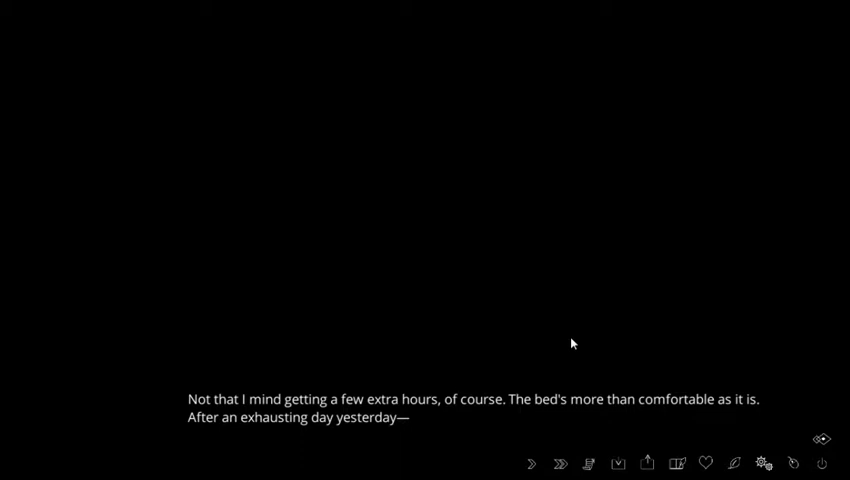 Not that I mind getting a few extra hours, of course. The bed's more than comfortable as it is.
After an exhausting day yesterday—